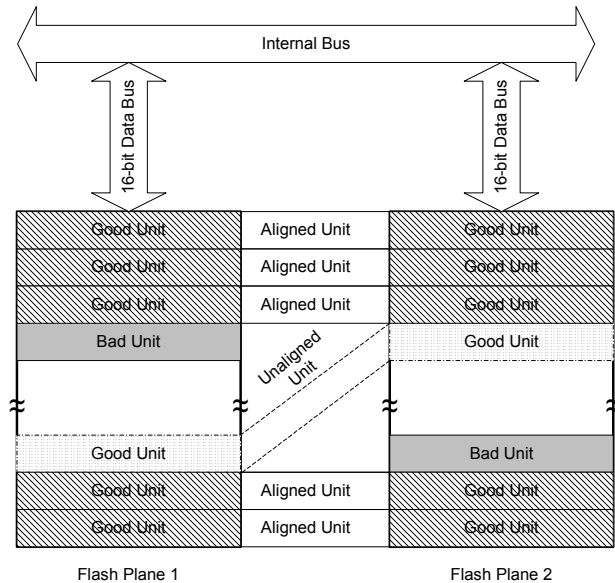 Internal Bus
16-bit Data Bus 16-bit Data Bus
Good Unit Aligned Unit Good Unit
Good Unit Aligned Unit Good Unit
Good Unit Aligned Unit Good Unit
Bad Unit Good Unit
Unaligned
Unit
Good Unit Bad Unit
Good Unit Aligned Unit Good Unit
Good Unit Aligned Unit Good Unit
Flash Plane 1 Flash Plane 2